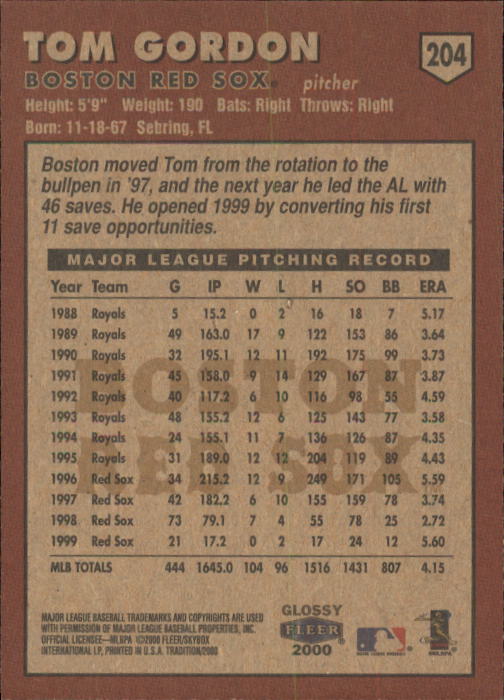 TOM GORDON
204
BOSTON RED SOX pitcher
Height: 5'9" Weight: 190 Bats: Right Throws: Right
Born: 11-18-67 Sebring, FL
Boston moved Tom from the rotation to the
bullpen in '97, and the next year he led the AL with
46 saves. He opened 1999 by converting his first
11 save opportunities.
MAJOR LEAGUE PITCHING RECORD
Year Team G IP W L H SO BB ERA
1988 Royals 5 15.2 0 2 16 18 7 5.17
1989 Royals 49 163.0 17 9 122 153 86 3.64
1990 Royals 32 195.1 12 11 192 175 99 3.73
1991 Royals 45 158.0 9 14 129 167 87 3.87
1992 Royals 40 117.2 6 10 116 98 55 4.59
1993 Royals 48 155.2 12 6 125 143 77 3.58
1994 Royals 24 155.1 11 7 136 126 87 4.35
1995 Royals 31 189.0 12 12 204 119 89 4.43
1996 Red Sox 34 215.2 12 9 249 171 105 5.59
1997 Red Sox 42 182.2 6 10 155 159 78 3.74
1998 Red Sox 73 79.1 7 4 55 78 25 2.72
1999 Red Sox 21 17.2 0 2 17 24 12 5.60
MLB TOTALS 444 1645.0 104 96 1516 1431 807 4.15
BOSTON
RED SOX
MAJOR LEAGUE BASEBALL TRADEMARKS AND COPYRIGHTS ARE USED
WITH PERMISSION OF MAJOR LEAGUE BASEBALL PROPERTIES, INC.
OFFICIAL LICENSEE—MLBPA ©2000 FLEER/SKYBOX
INTERNATIONAL LP, PRINTED IN U.S.A. TRADITION/2000
GLOSSY
FLEER
2000